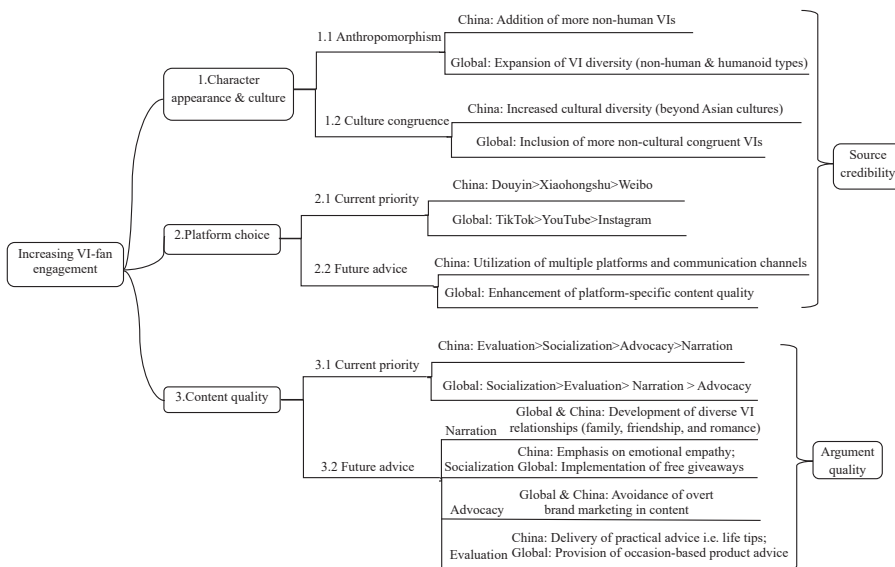 Increasing VI-fan
engagement
1.Character
appearance & culture
1.1 Anthropomorphism
China: Addition of more non-human VIs
Global: Expansion of VI diversity (non-human & humanoid types)
1.2 Culture congruence
China: Increased cultural diversity (beyond Asian cultures)
Global: Inclusion of more non-cultural congruent VIs
2.Platform choice
2.1 Current priority
China: Douyin>Xiaohongshu>Weibo
Global: TikTok>YouTube>Instagram
2.2 Future advice
China: Utilization of multiple platforms and communication channels
Global: Enhancement of platform-specific content quality
Source
credibility
3.Content quality
3.1 Current priority
China: Evaluation>Socialization>Advocacy>Narration
Global: Socialization>Evaluation> Narration > Advocacy
3.2 Future advice
Narration
Global & China: Development of diverse VI
relationships (family, friendship, and romance)
Socialization
China: Emphasis on emotional empathy;
Global: Implementation of free giveaways
Advocacy
Global & China: Avoidance of overt
brand marketing in content
Evaluation
China: Delivery of practical advice i.e. life tips;
Global: Provision of occasion-based product advice
Argument
quality